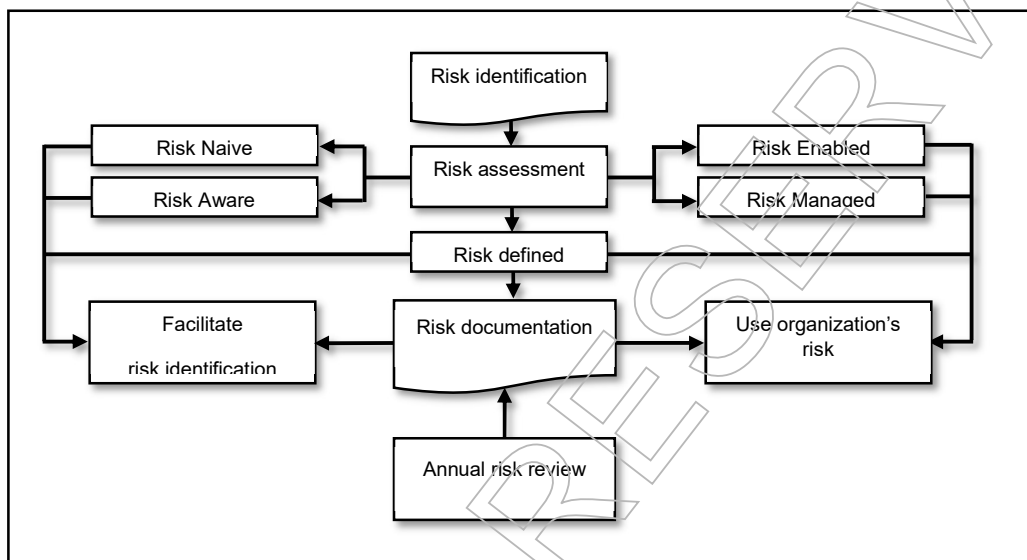 Risk identification
Risk Naive
Risk Enabled
Risk assessment
Risk Aware
Risk Managed
Risk defined
Facilitate
risk identification
Risk documentation
Use organization’s
risk
Annual risk review
RESERV